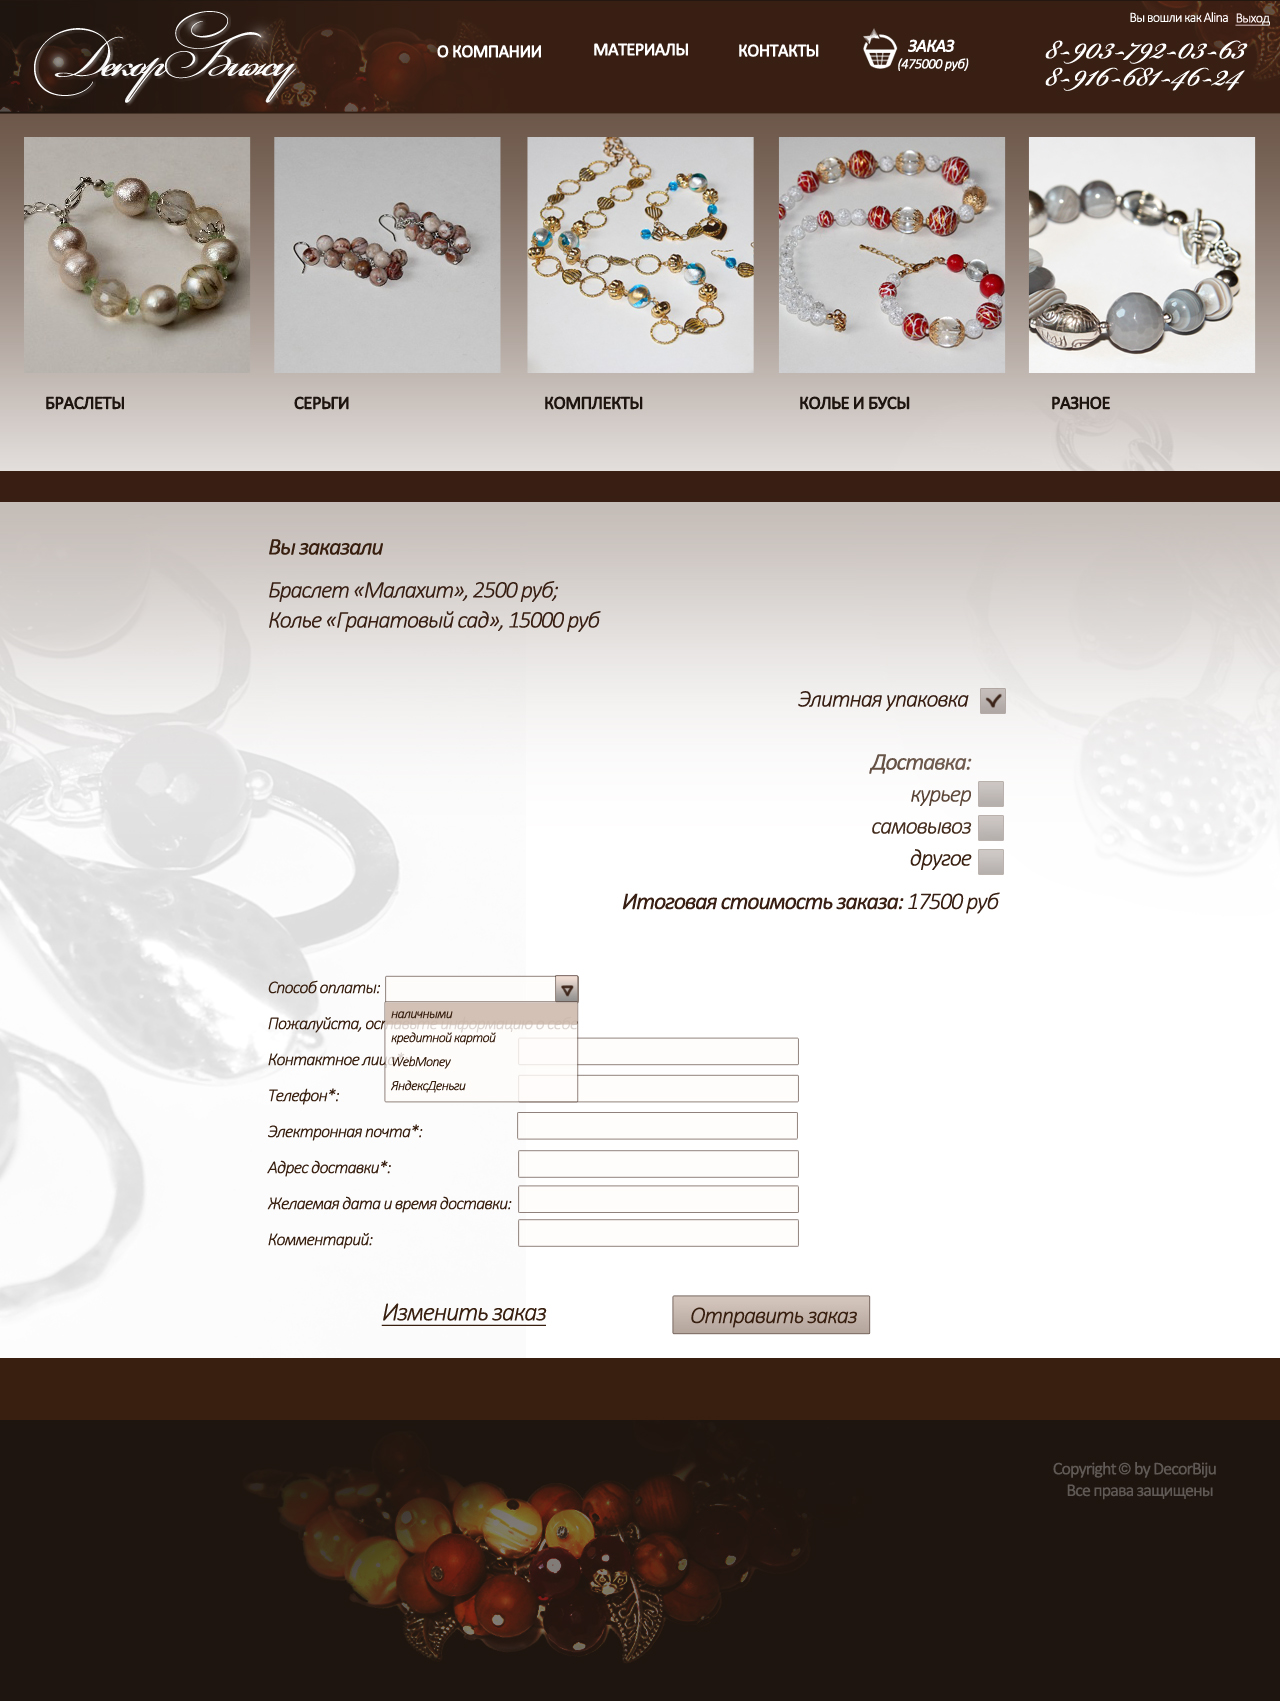 Вы вошли как Alina Выход
ДекорБижу
О КОМПАНИИ МАТЕРИАЛЫ КОНТАКТЫ ЗАКАЗ
(475000 руб)
8-903-792-03-63
8-916-681-46-24
БРАСЛЕТЫ СЕРЬГИ КОМПЛЕКТЫ КОЛЬЕ И БУСЫ РАЗНОЕ
Вы заказали
Браслет «Малахит», 2500 руб;
Колье «Гранатовый сад», 15000 руб
Элитная упаковка
Доставка:
курьер
самовывоз
другое
Итоговая стоимость заказа: 17500 руб
Способ оплаты:
наличными
Пожалуйста, оставьте информацию о себе
кредитной картой
Контактное лицо*:
WebMoney
ЯндексДеньги
Телефон*:
Электронная почта*:
Адрес доставки*:
Желаемая дата и время доставки:
Комментарий:
Изменить заказ Отправить заказ
Copyright © by DecorBiju
Все права защищены